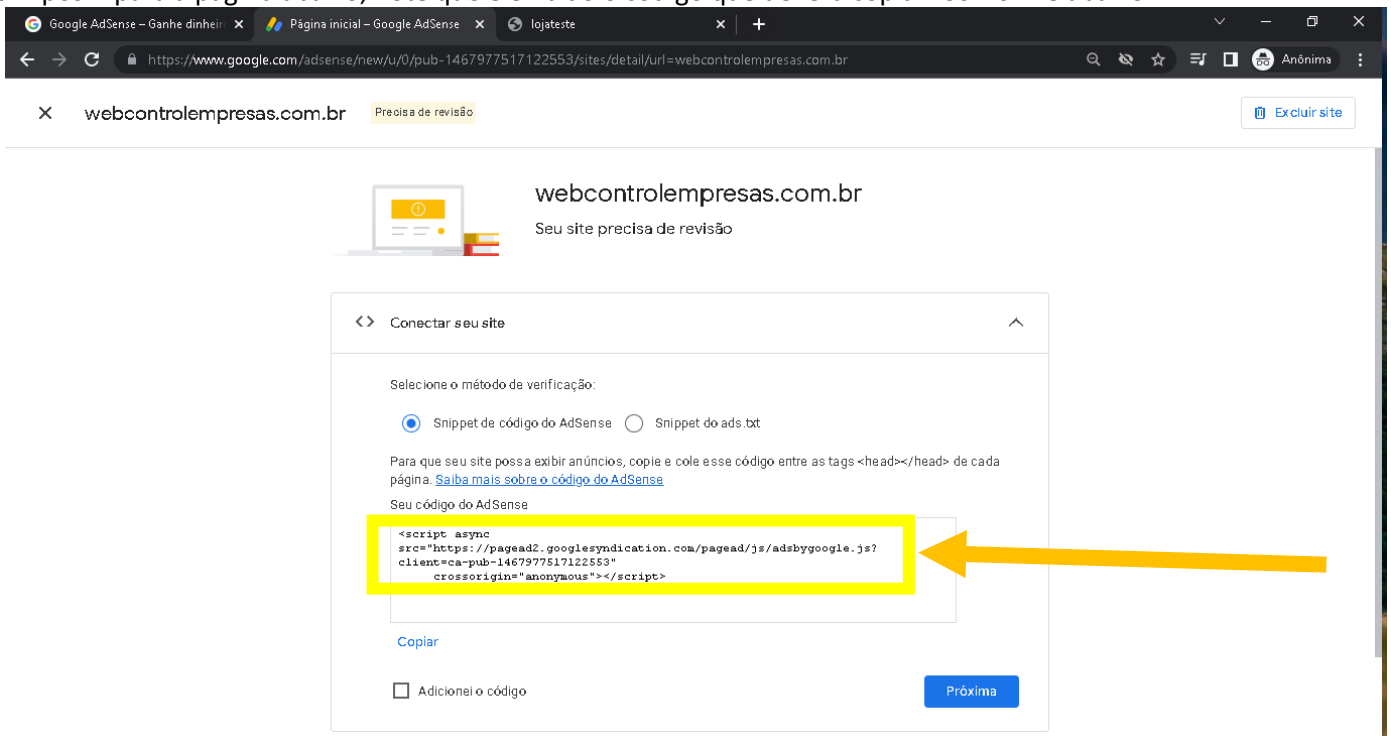 Google AdSense – Ganhe dinheir
Página inicial – Google AdSense
lojateste
https://www.google.com/adsense/new/u/0/pub-1467977517122553/sites/detail/url=webcontrolempresas.com.br
Anônima
webcontrolempresas.com.br
Precisa de revisão
Excluir site
webcontrolempresas.com.br
Seu site precisa de revisão
<> Conectar seu site
Selecione o método de verificação:
Snippet de código do AdSense
Snippet do ads.txt
Para que seu site possa exibir anúncios, copie e cole esse código entre as tags <head></head> de cada
página. Saiba mais sobre o código do AdSense
Seu código do AdSense
<script async
src="https://pagead2.googlesyndication.com/pagead/js/adsbygoogle.js?
client=ca-pub-1467977517122553"
crossorigin="anonymous"></script>
Copiar
Adicionei o código
Próxima